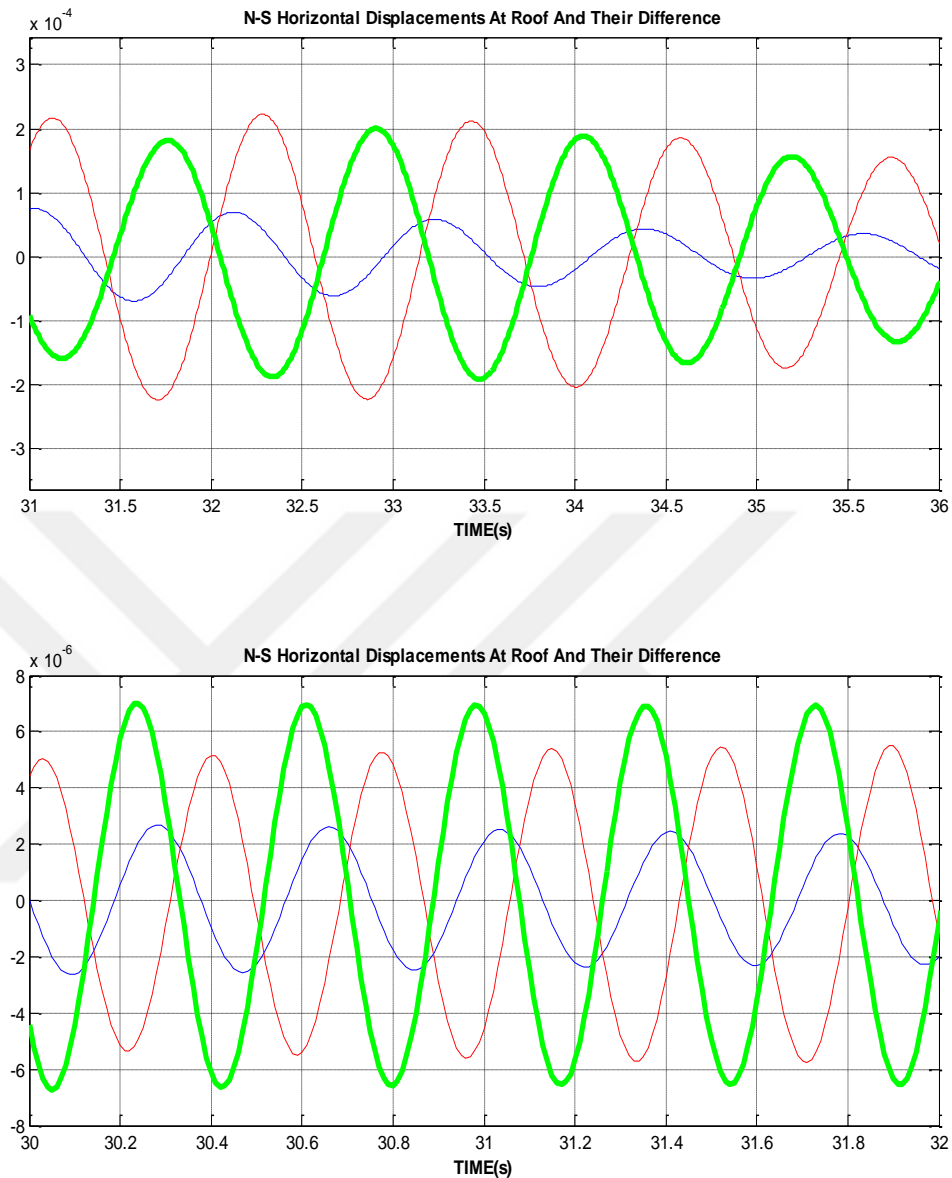 N-S Horizontal Displacements At Roof And Their Difference
x 10-4
3
2
1
0
-1
-2
-3
31 31.5 32 32.5 33 33.5 34 34.5 35 35.5 36
TIME(s)
N-S Horizontal Displacements At Roof And Their Difference
x 10-6
8
6
4
2
0
-2
-4
-6
-8
30 30.2 30.4 30.6 30.8 31 31.2 31.4 31.6 31.8 32
TIME(s)